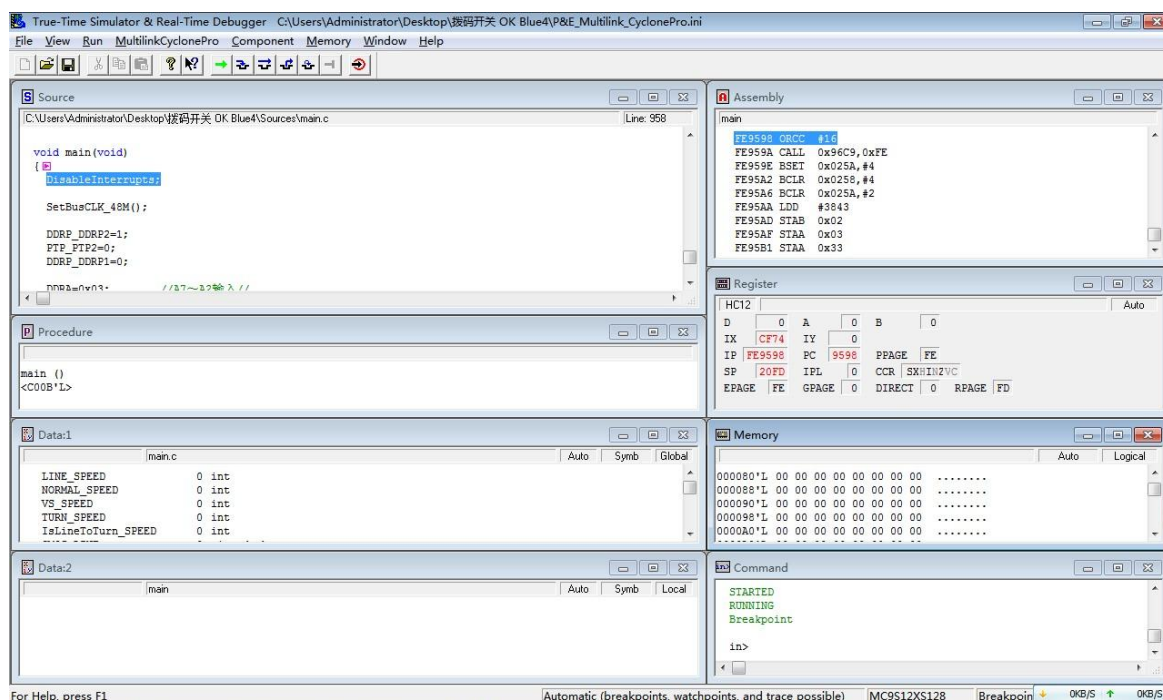 True-Time Simulator & Real-Time Debugger C:\Users\Administrator\Desktop\拨码开关 OK Blue4\P&E_Multilink_CyclonePro.ini
File View Run MultilinkCyclonePro Component Memory Window Help
Source
C:\Users\Administrator\Desktop\拨码开关 OK Blue4\Sources\main.c Line: 958
void main(void)
{
DisableInterrupts;
SetBusCLK_48M();
DDRP_DDRP2=1;
PTP_PTP2=0;
DDRP_DDRP1=0;
DDRA=0x03; //A7~A2输入//
Assembly
main
FE9598 ORCC #16
FE959A CALL 0x96C9,0xFE
FE959E BSET 0x025A,#4
FE95A2 BCLR 0x0258,#4
FE95A6 BCLR 0x025A,#2
FE95AA LDD #3843
FE95AD STAB 0x02
FE95AF STAA 0x03
FE95B1 STAA 0x33
Register
HC12 Auto
D 0 A 0 B 0
IX CF74 IY 0
IP FE9598 PC 9598 PPAGE FE
SP 20FD IPL 0 CCR SXHINZVC
EPAGE FE GPAGE 0 DIRECT 0 RPAGE FD
Procedure
main ()
<C00B'L>
Data:1
main.c Auto Symb Global
LINE_SPEED 0 int
NORMAL_SPEED 0 int
VS_SPEED 0 int
TURN_SPEED 0 int
IsLineToTurn_SPEED 0 int
Memory
Auto Logical
000080'L 00 00 00 00 00 00 00 00 ........
000088'L 00 00 00 00 00 00 00 00 ........
000090'L 00 00 00 00 00 00 00 00 ........
000098'L 00 00 00 00 00 00 00 00 ........
0000A0'L 00 00 00 00 00 00 00 00 ........
Data:2
main Auto Symb Local
Command
STARTED
RUNNING
Breakpoint
in>
For Help, press F1 Automatic (breakpoints, watchpoints, and trace possible) MC9S12XS128 Breakpoin 0KB/S 0KB/S